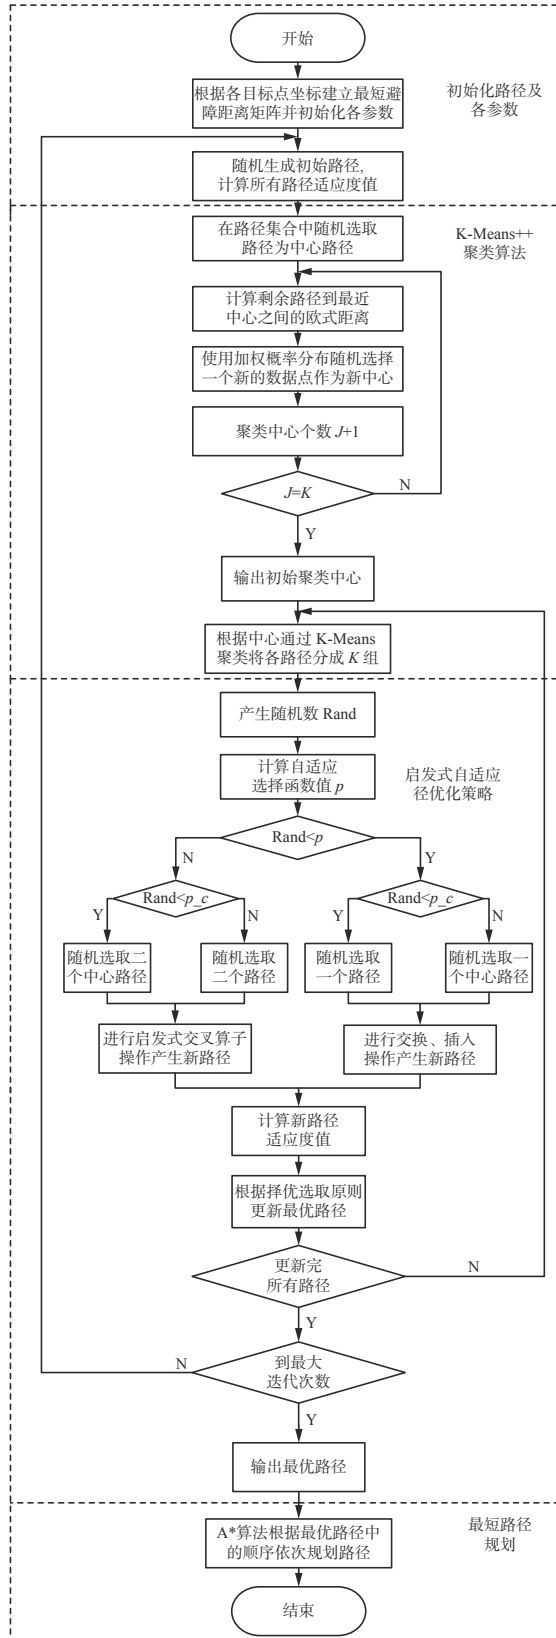 开始
根据各目标点坐标建立最短避
障距离矩阵并初始化各参数
初始化路径及
各参数
随机生成初始路径,
计算所有路径适应度值
在路径集合中随机选取
路径为中心路径
K-Means++
聚类算法
计算剩余路径到最近
中心之间的欧式距离
使用加权概率分布随机选择
一个新的数据点作为新中心
聚类中心个数 J+1
J=K
N
Y
输出初始聚类中心
根据中心通过 K-Means
聚类将各路径分成 K 组
产生随机数 Rand
计算自适应
选择函数值 p
启发式自适应
径优化策略
Rand<p
N
Y
Rand<p_c
Rand<p_c
Y
N
Y
N
随机选取二
个中心路径
随机选取
二个路径
随机选取
一个路径
随机选取一
个中心路径
进行启发式交叉算子
操作产生新路径
进行交换、插入
操作产生新路径
计算新路径
适应度值
根据择优选取原则
更新最优路径
更新完
所有路径
N
Y
到最大
迭代次数
N
Y
输出最优路径
A*算法根据最优路径中
的顺序依次规划路径
最短路径
规划
结束